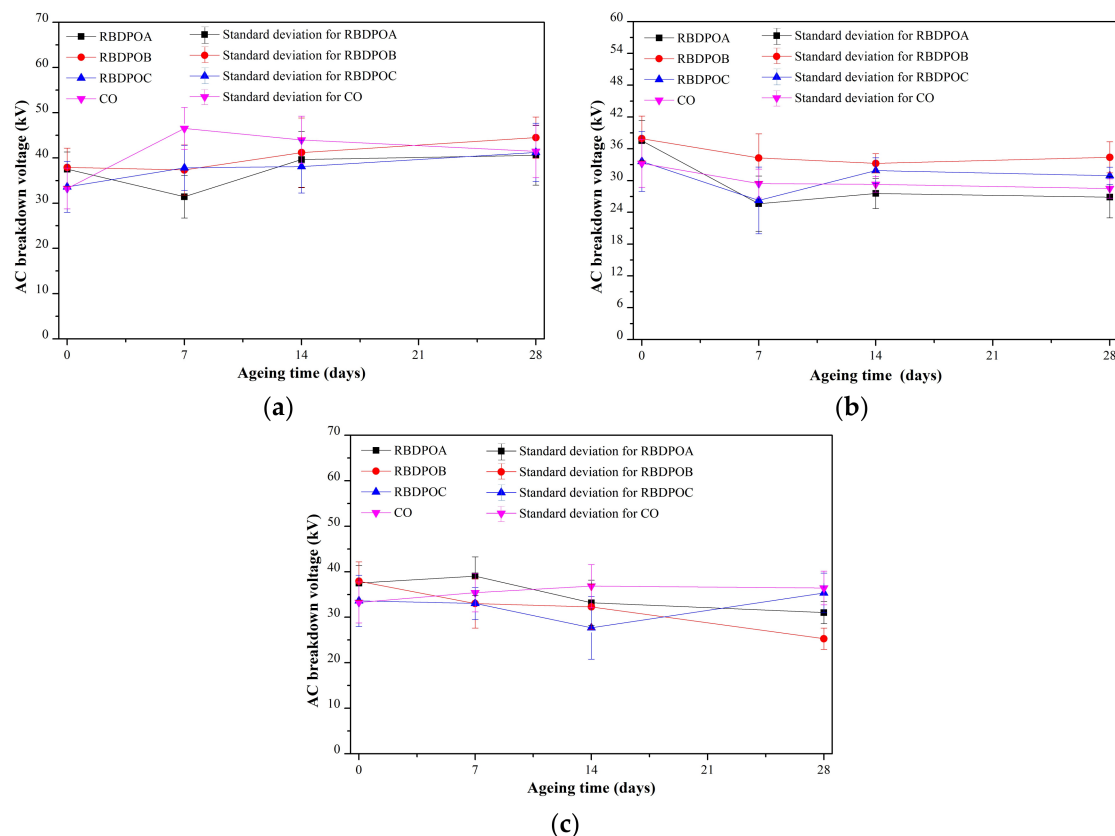 70
60
50
40
30
20
10
0
AC breakdown voltage (kV)
RBDPOA
RBDPOB
RBDPOC
CO
Standard deviation for RBDPOA
Standard deviation for RBDPOB
Standard deviation for RBDPOC
Standard deviation for CO
0 7 14 21 28
Ageing time (days)
(a)
60
54
48
42
36
30
24
18
12
6
0
AC breakdown voltage (kV)
RBDPOA
RBDPOB
RBDPOC
CO
Standard deviation for RBDPOA
Standard deviation for RBDPOB
Standard deviation for RBDPOC
Standard deviation for CO
0 7 14 21 28
Ageing time (days)
(b)
70
60
50
40
30
20
10
0
AC breakdown voltage (kV)
RBDPOA
RBDPOB
RBDPOC
CO
Standard deviation for RBDPOA
Standard deviation for RBDPOB
Standard deviation for RBDPOC
Standard deviation for CO
0 7 14 21 28
Ageing time (days)
(c)